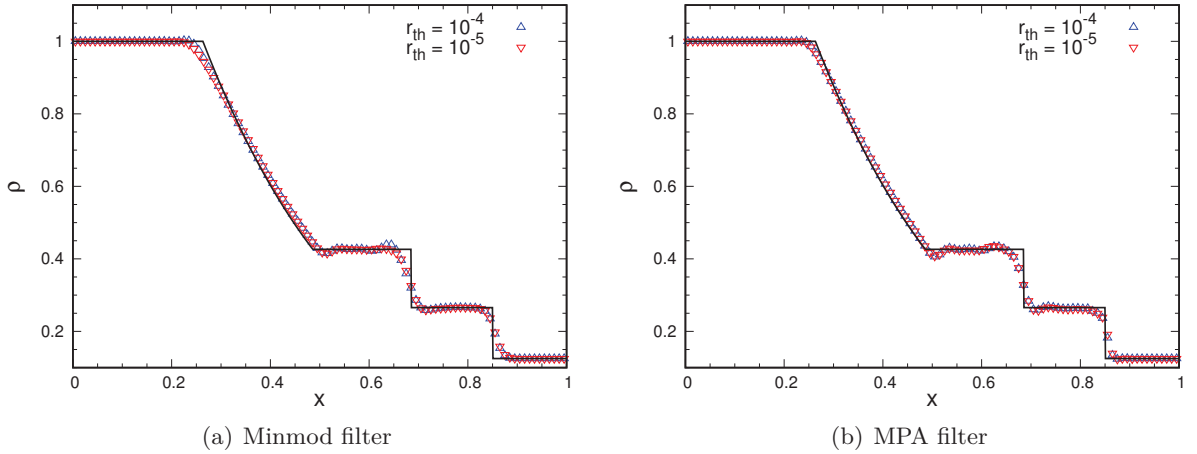 r_th = 10^-4
r_th = 10^-5
1
0.8
0.6
0.4
0.2
ρ
0 0.2 0.4 0.6 0.8 1
x
(a) Minmod filter
r_th = 10^-4
r_th = 10^-5
1
0.8
0.6
0.4
0.2
ρ
0 0.2 0.4 0.6 0.8 1
x
(b) MPA filter